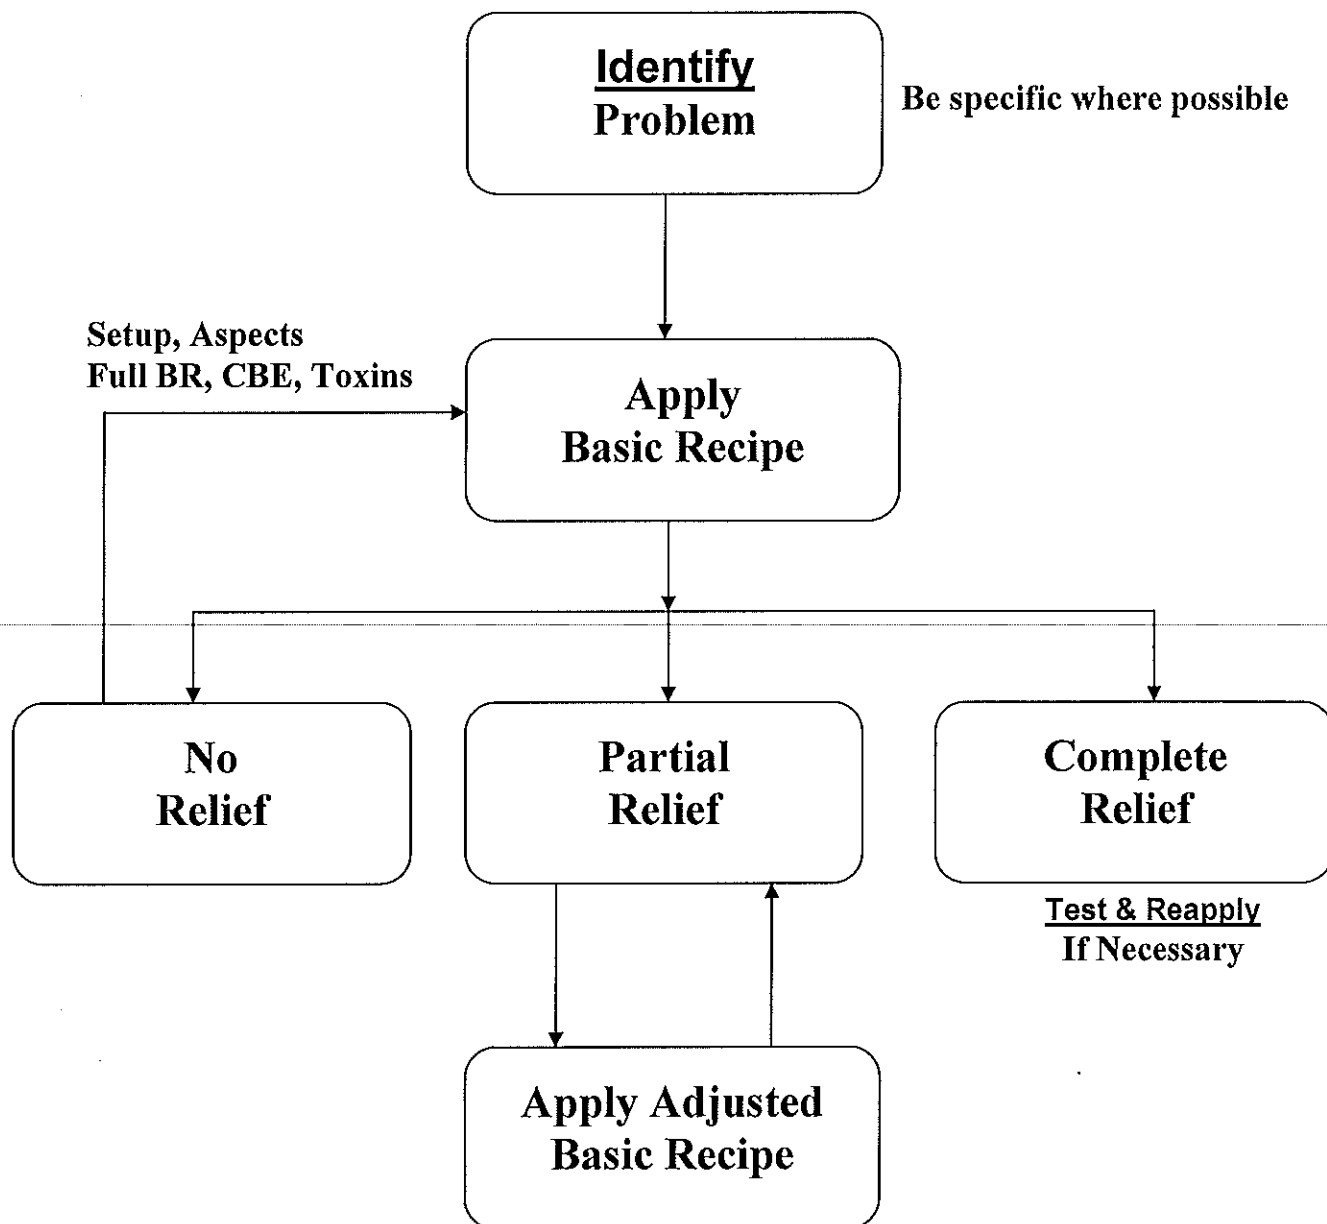 Identify
Problem
Be specific where possible
Setup, Aspects
Full BR, CBE, Toxins
Apply
Basic Recipe
No
Relief
Partial
Relief
Complete
Relief
Test & Reapply
If Necessary
Apply Adjusted
Basic Recipe